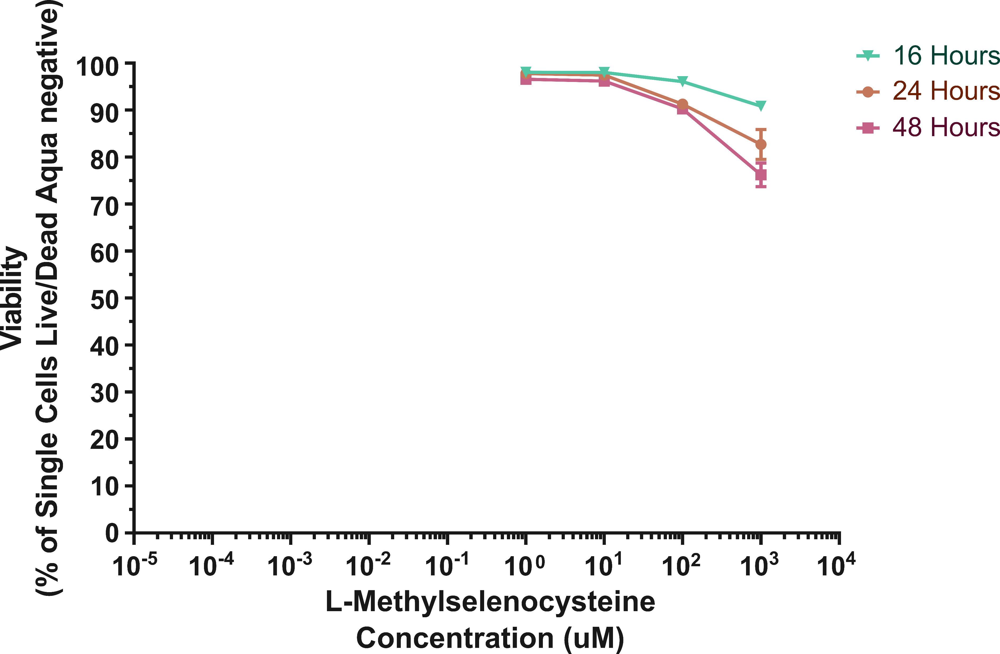 Viability
(% of Single Cells Live/Dead Aqua negative)
100
90
80
70
60
50
40
30
20
10
0
10-5 10-4 10-3 10-2 10-1 100 101 102 103 104
L-Methylselenocysteine
Concentration (uM)
16 Hours
24 Hours
48 Hours